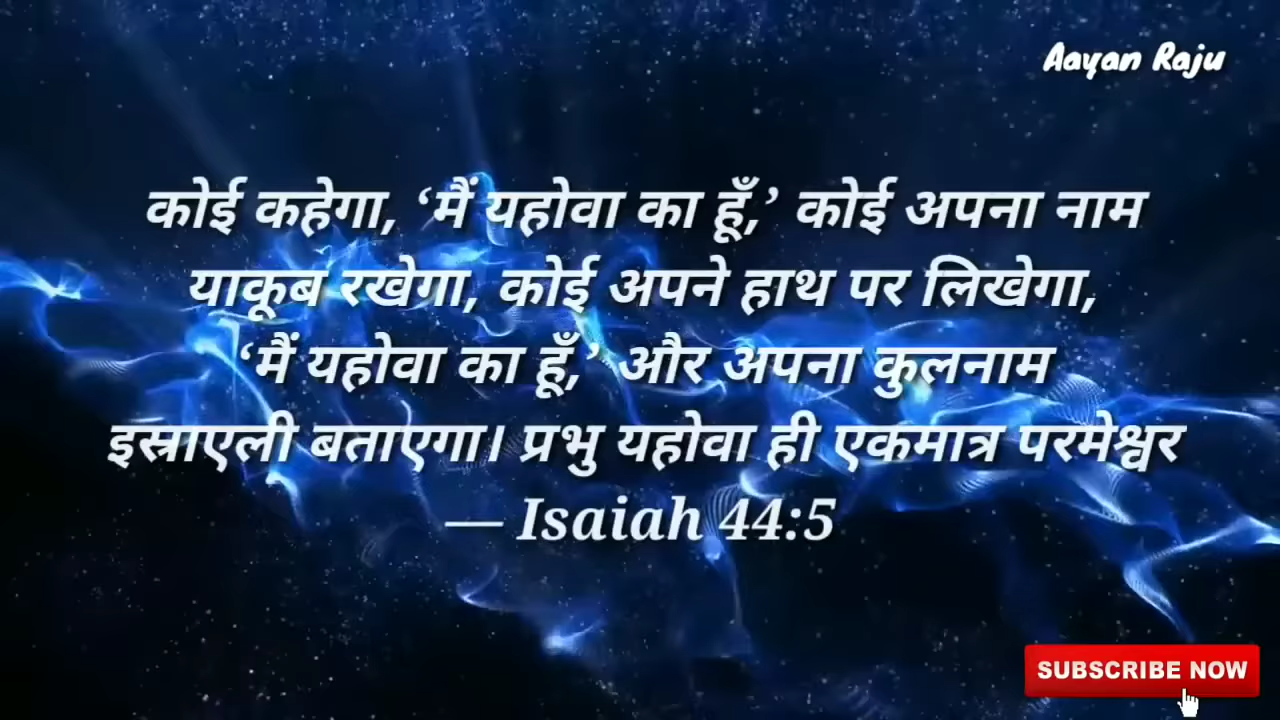 Aayan Raju
कोई कहेगा, ‘मैं यहोवा का हूँ,’ कोई अपना नाम
याकूब रखेगा, कोई अपने हाथ पर लिखेगा,
‘मैं यहोवा का हूँ,’ और अपना कुलनाम
इस्राएली बताएगा। प्रभु यहोवा ही एकमात्र परमेश्वर
— Isaiah 44:5
SUBSCRIBE NOW